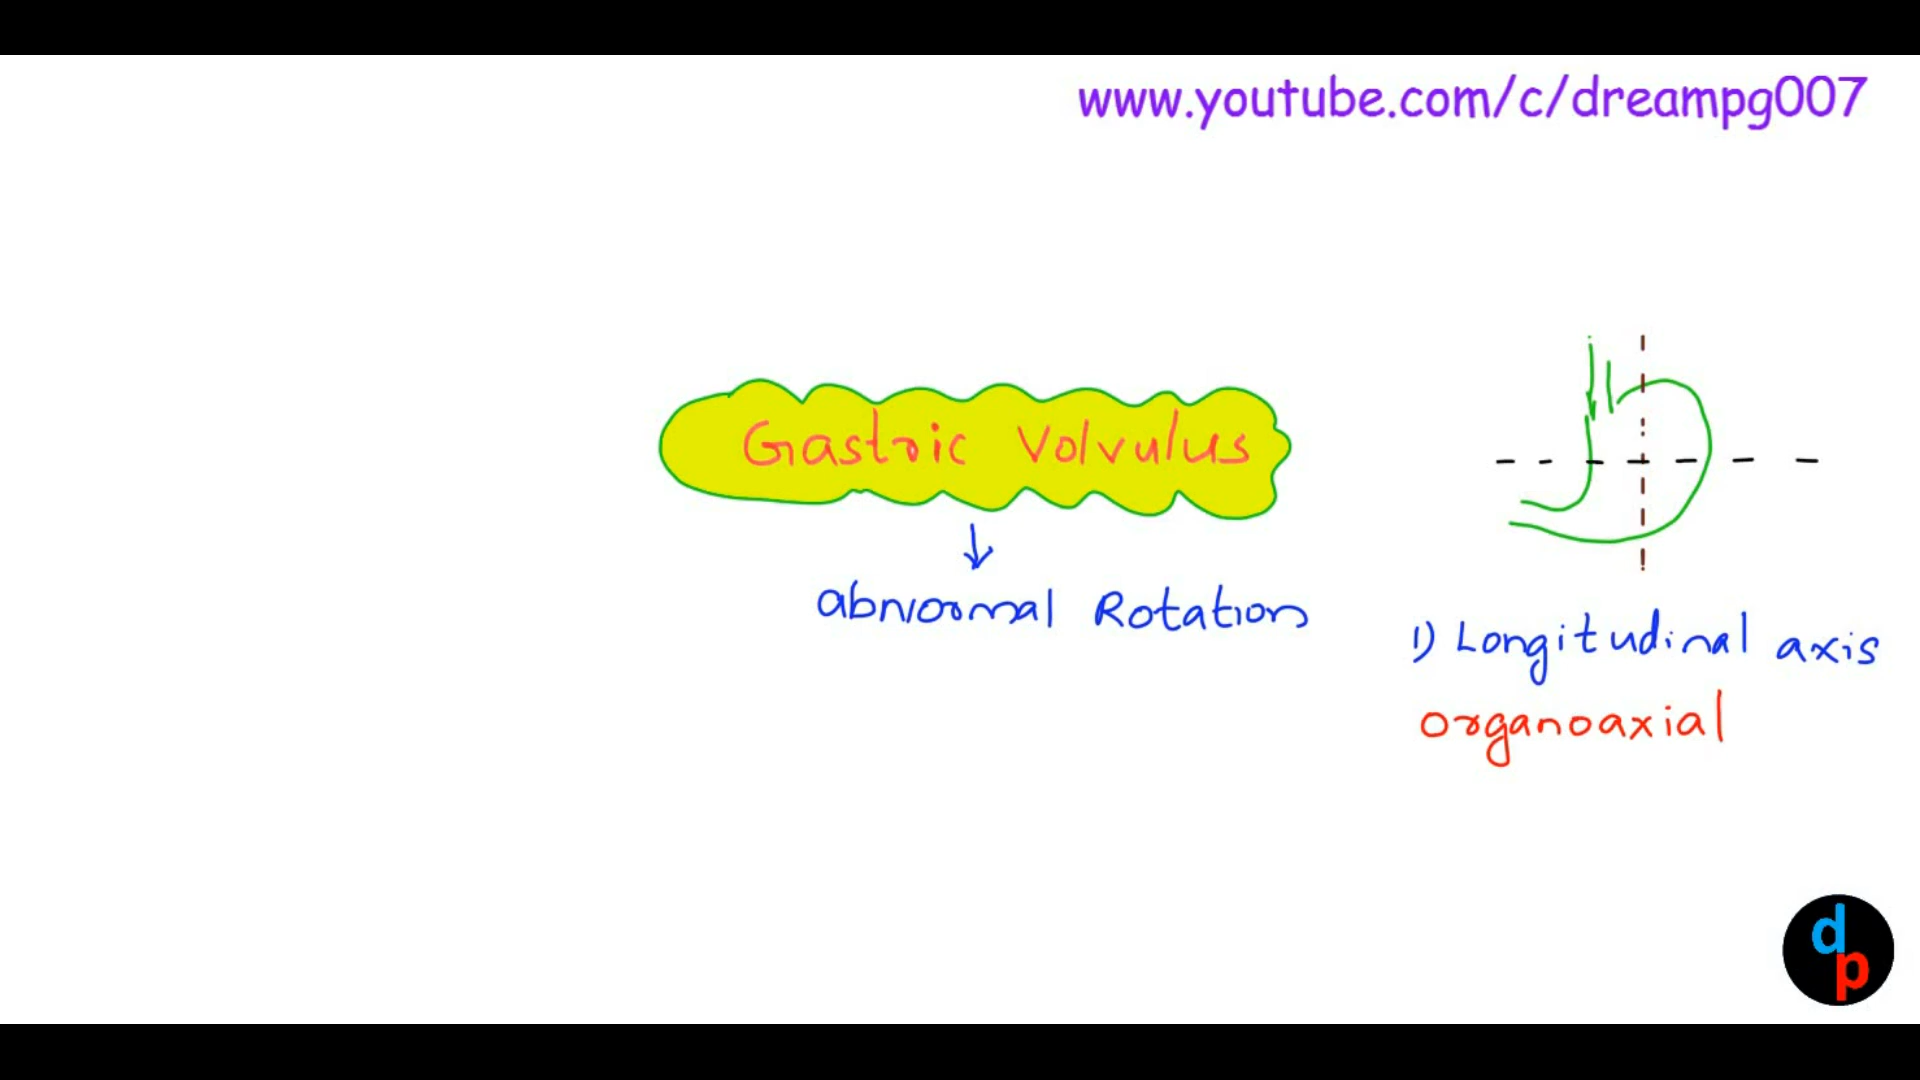 www.youtube.com/c/dreampg007
Gastric Volvulus
abnormal Rotation
1) Longitudinal axis
organoaxial
dp